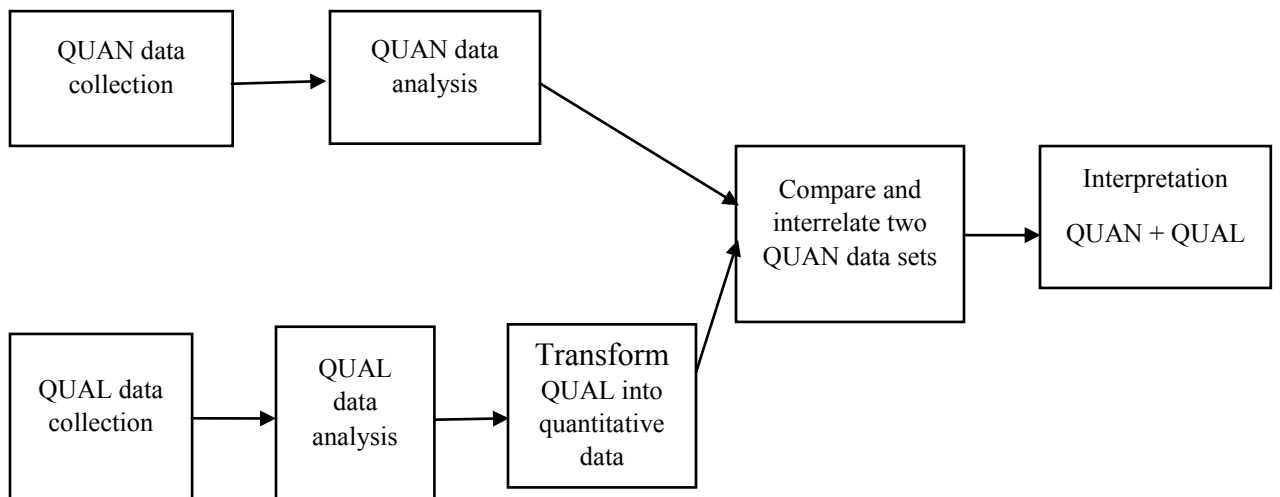 QUAN data
collection
QUAN data
analysis
Compare and
interrelate two
QUAN data sets
Interpretation
QUAN + QUAL
QUAL data
collection
QUAL
data
analysis
Transform
QUAL into
quantitative
data